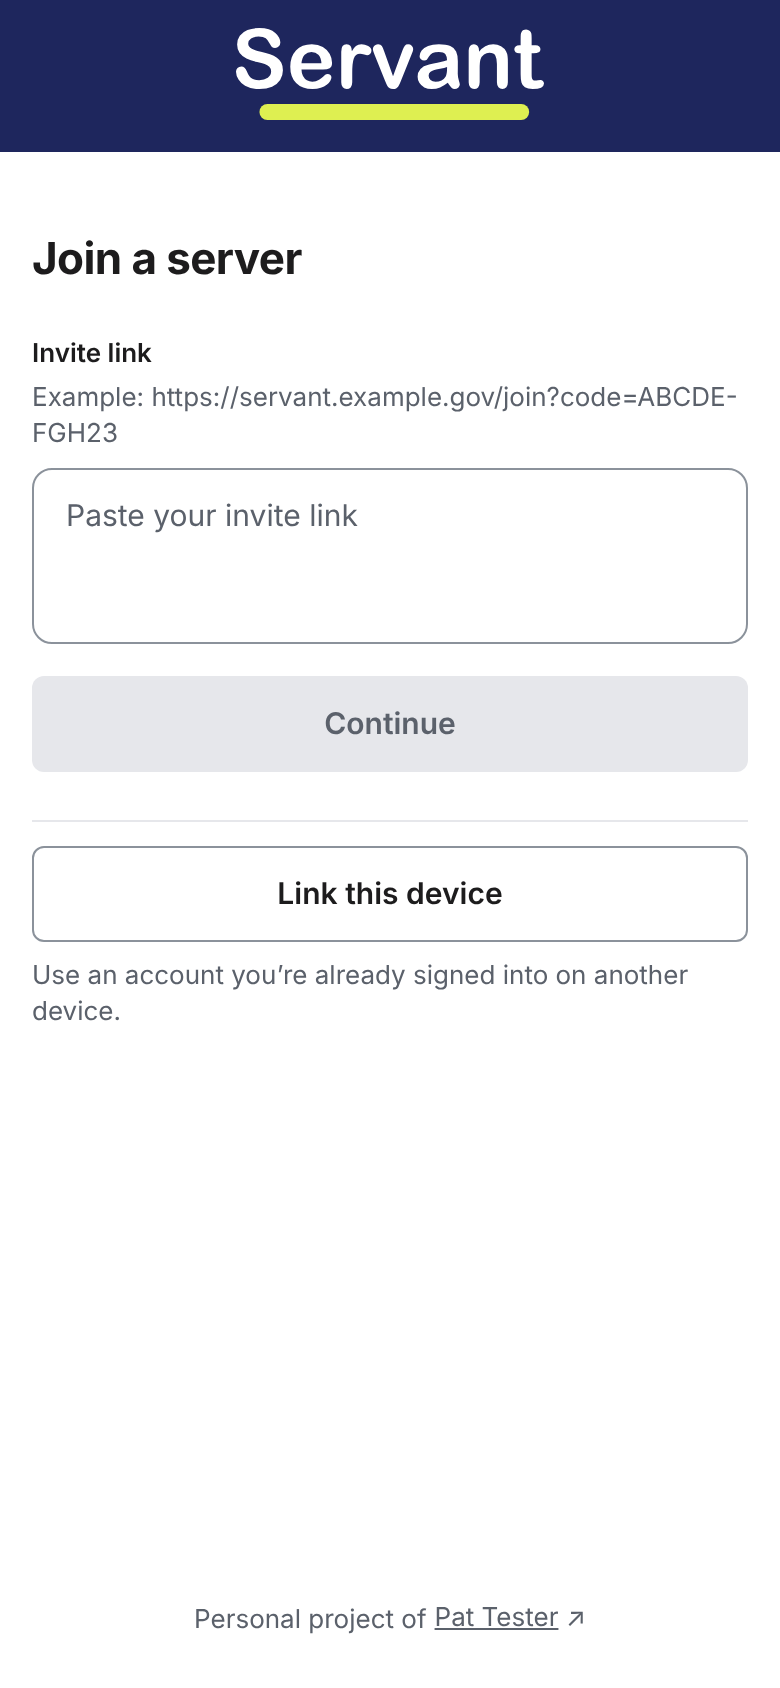 Servant
Join a server
Invite link
Example: https://servant.example.gov/join?code=ABCDE-
FGH23
Paste your invite link
Continue
Link this device
Use an account you’re already signed into on another
device.
Personal project of Pat Tester ↗